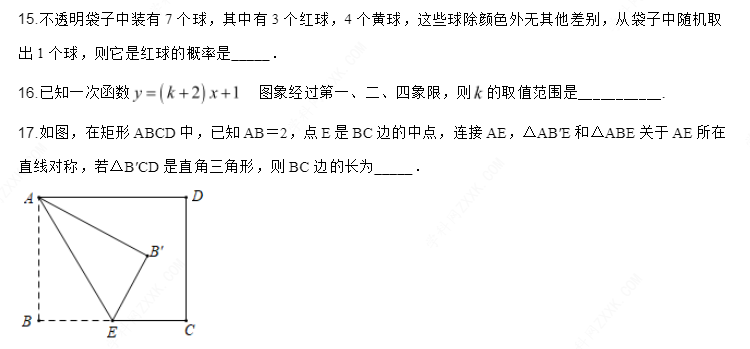 15.不透明袋子中装有 7 个球，其中有 3 个红球，4 个黄球，这些球除颜色外无其他差别，从袋子中随机取
出 1 个球，则它是红球的概率是_____．
16.已知一次函数 y=(k+2)x+1 图象经过第一、二、四象限，则 k 的取值范围是___________.
17.如图，在矩形 ABCD 中，已知 AB＝2，点 E 是 BC 边的中点，连接 AE，△AB′E 和△ABE 关于 AE 所在
直线对称，若△B′CD 是直角三角形，则 BC 边的长为_____．
A D
B′
B E C